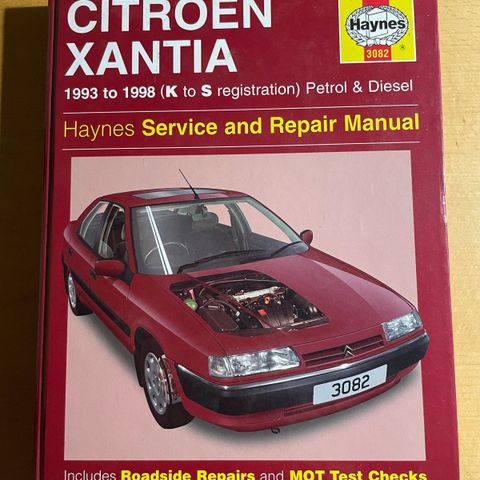 CITROËN
XANTIA
Haynes
3082
1993 to 1998 (K to S registration) Petrol & Diesel
Haynes Service and Repair Manual
3082
Includes Roadside Repairs and MOT Test Checks